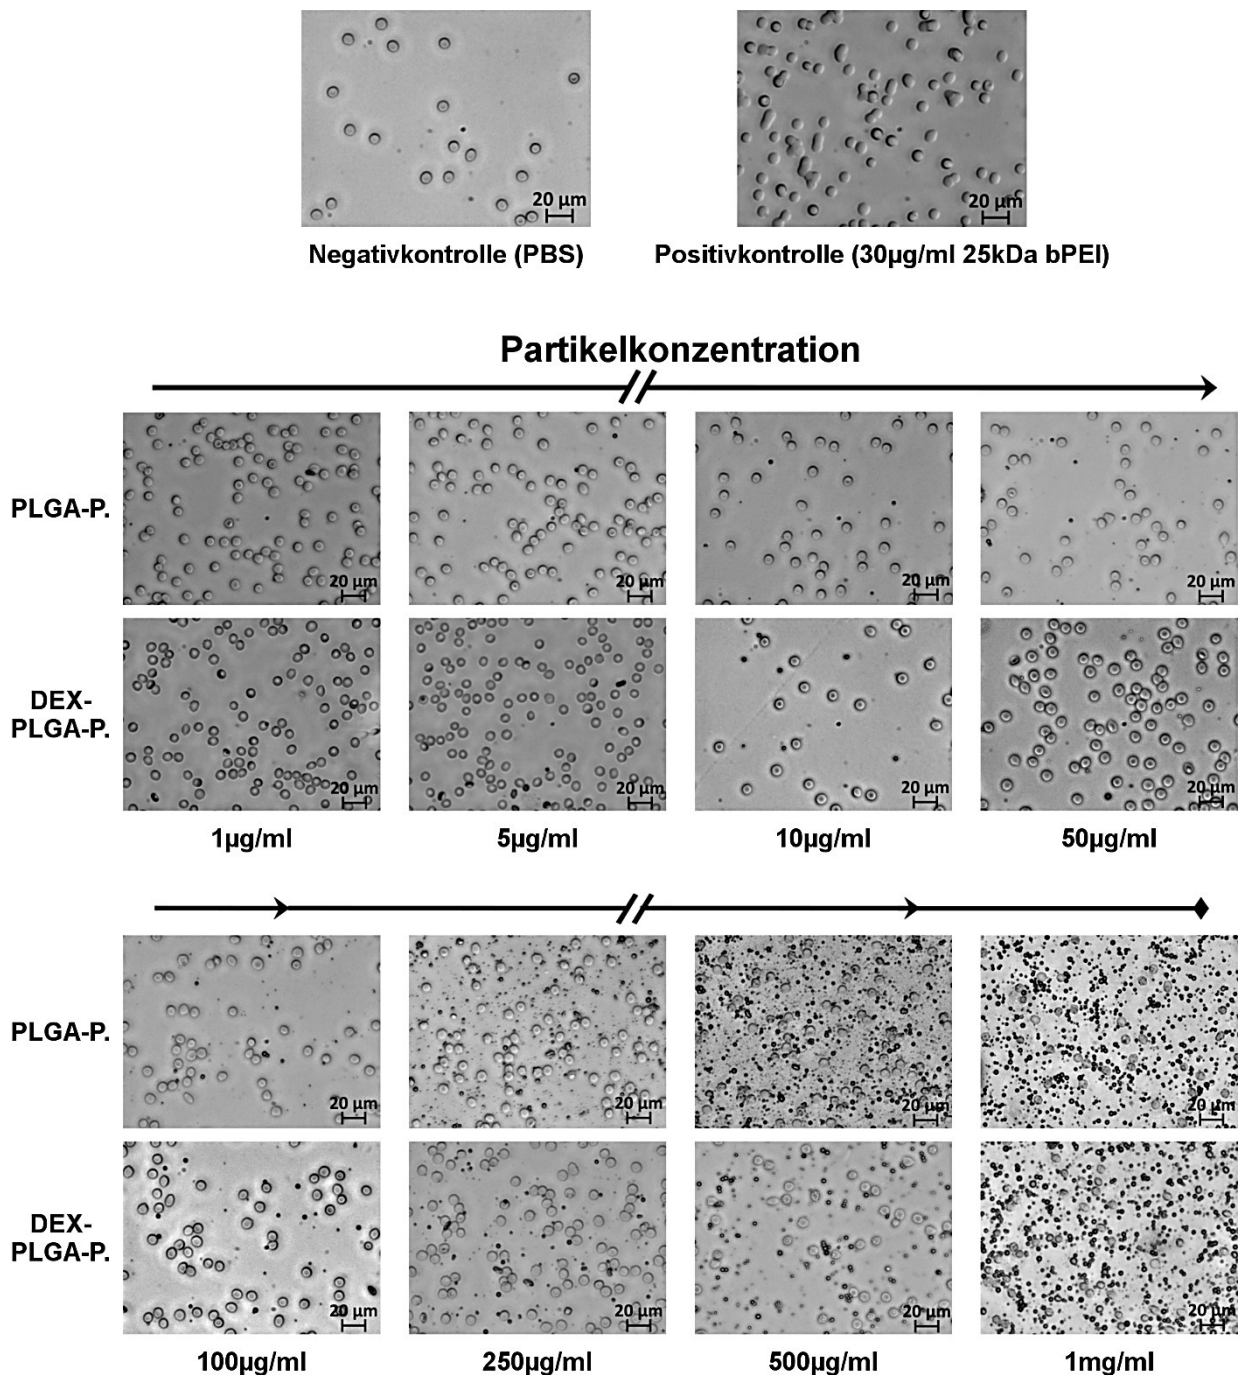 20 µm
20 µm
Negativkontrolle (PBS)
Positivkontrolle (30µg/ml 25kDa bPEI)
Partikelkonzentration
PLGA-P.
20 µm
20 µm
20 µm
20 µm
DEX-
PLGA-P.
20 µm
20 µm
20 µm
20 µm
1µg/ml
5µg/ml
10µg/ml
50µg/ml
PLGA-P.
20 µm
20 µm
20 µm
20 µm
DEX-
PLGA-P.
20 µm
20 µm
20 µm
20 µm
100µg/ml
250µg/ml
500µg/ml
1mg/ml